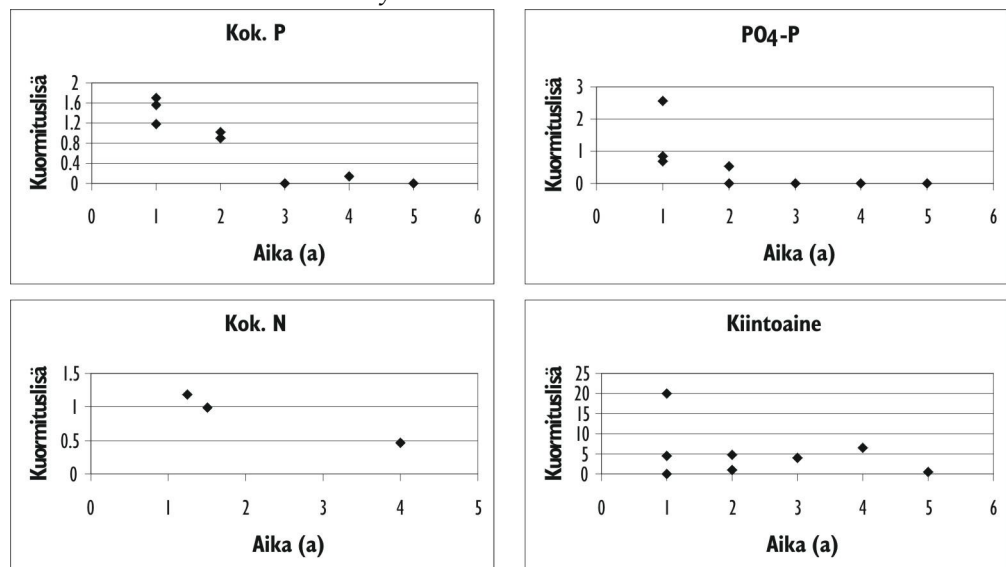 Kok. P
Kuormituslisä
2
1.6
1.2
0.8
0.4
0
0 1 2 3 4 5 6
Aika (a)
PO4-P
Kuormituslisä
3
2
1
0
0 1 2 3 4 5 6
Aika (a)
Kok. N
Kuormituslisä
1.5
1
0.5
0
0 1 2 3 4 5
Aika (a)
Kiintoaine
Kuormituslisä
25
20
15
10
5
0
0 1 2 3 4 5 6
Aika (a)